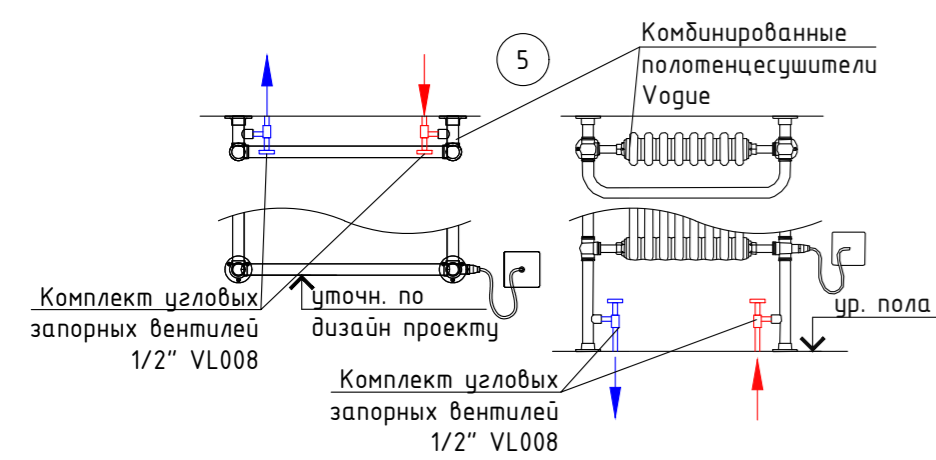 5
Комбинированные
полотенцесушители
Vogue
Комплект угловых
запорных вентилей
1/2" VL008
уточн. по
дизайн проекту
ур. пола
Комплект угловых
запорных вентилей
1/2" VL008